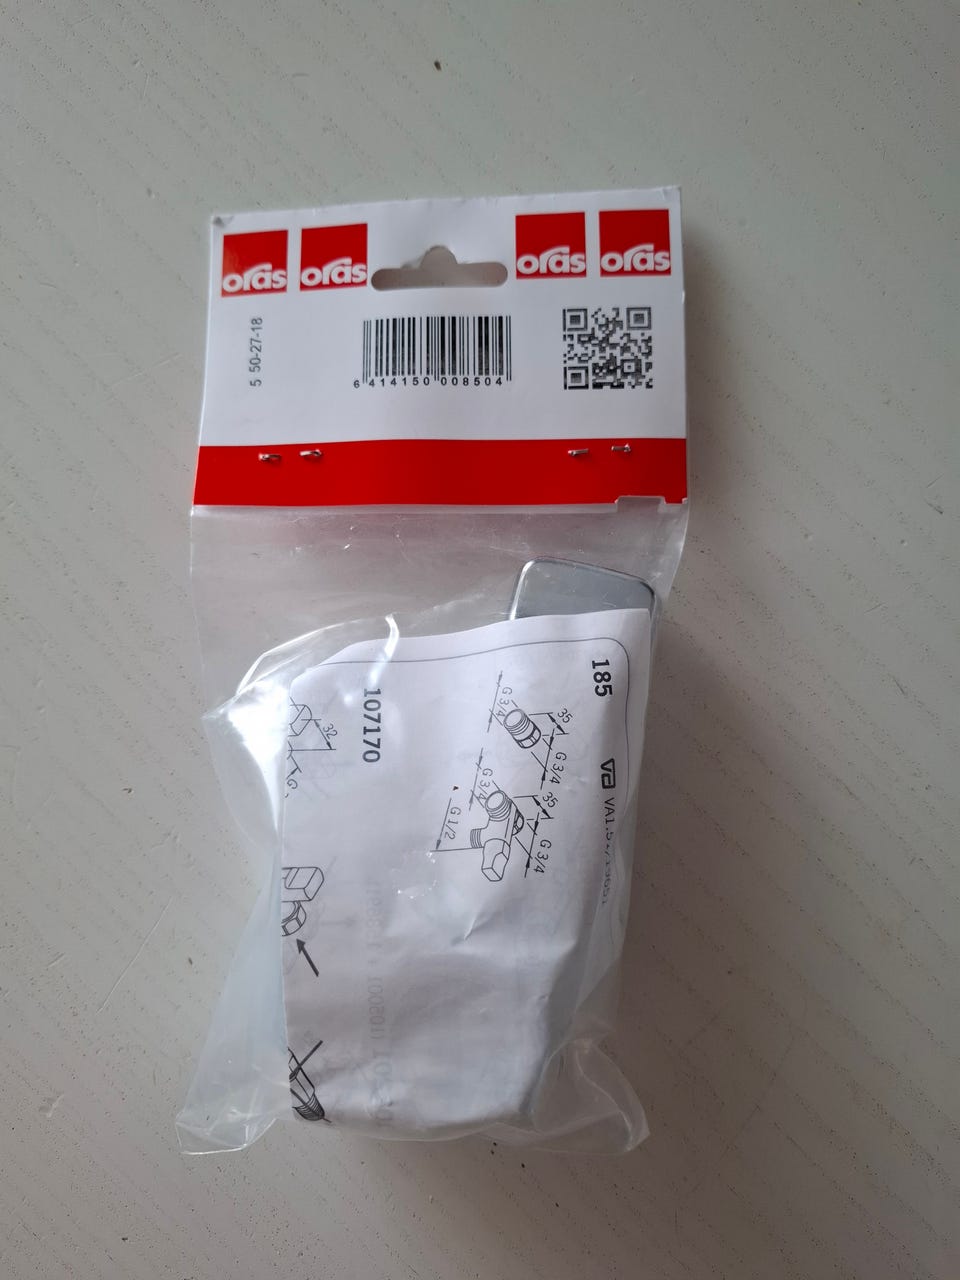 oras oras oras oras
5 50-27-18
6 414150 008504
185
G 3/4
35
G 3/4
VA
G 3/4
35
G 1/2
G 3/4
107170
32